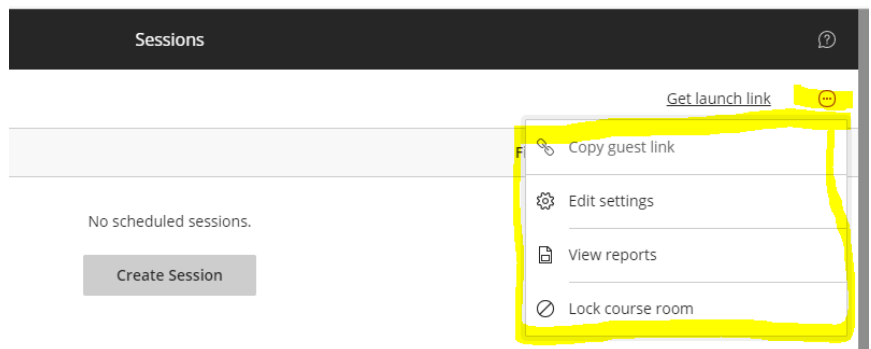 Sessions
Get launch link
Fi
Copy guest link
Edit settings
No scheduled sessions.
View reports
Create Session
Lock course room